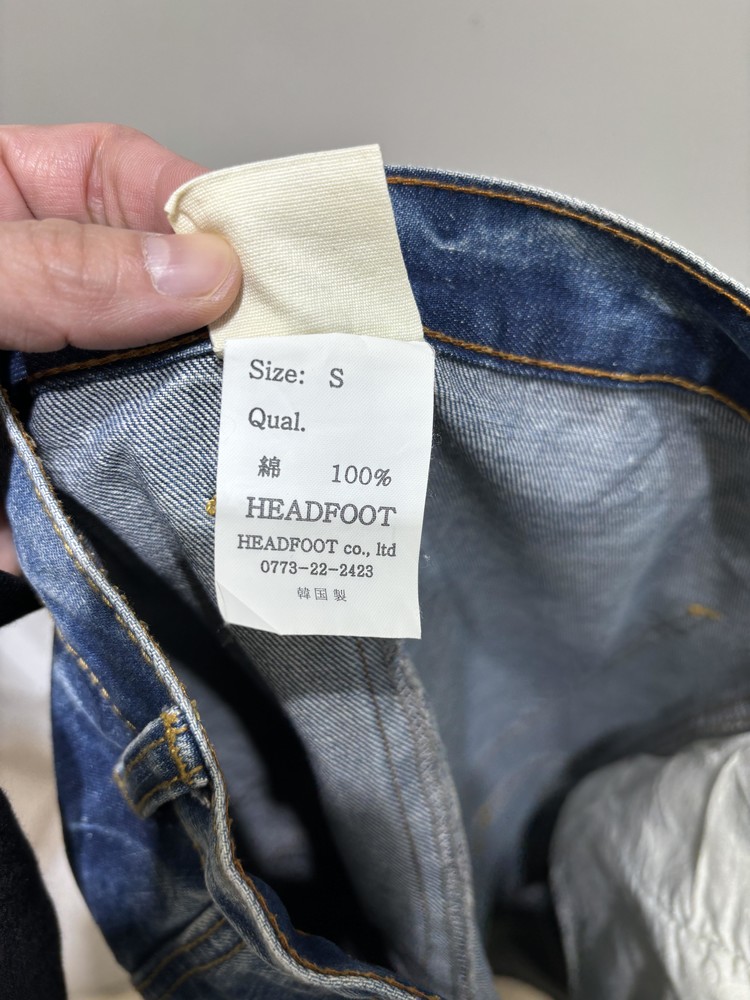 Size: S
Qual.
綿 100%
HEADFOOT
HEADFOOT co., ltd
0773-22-2423
韓国製